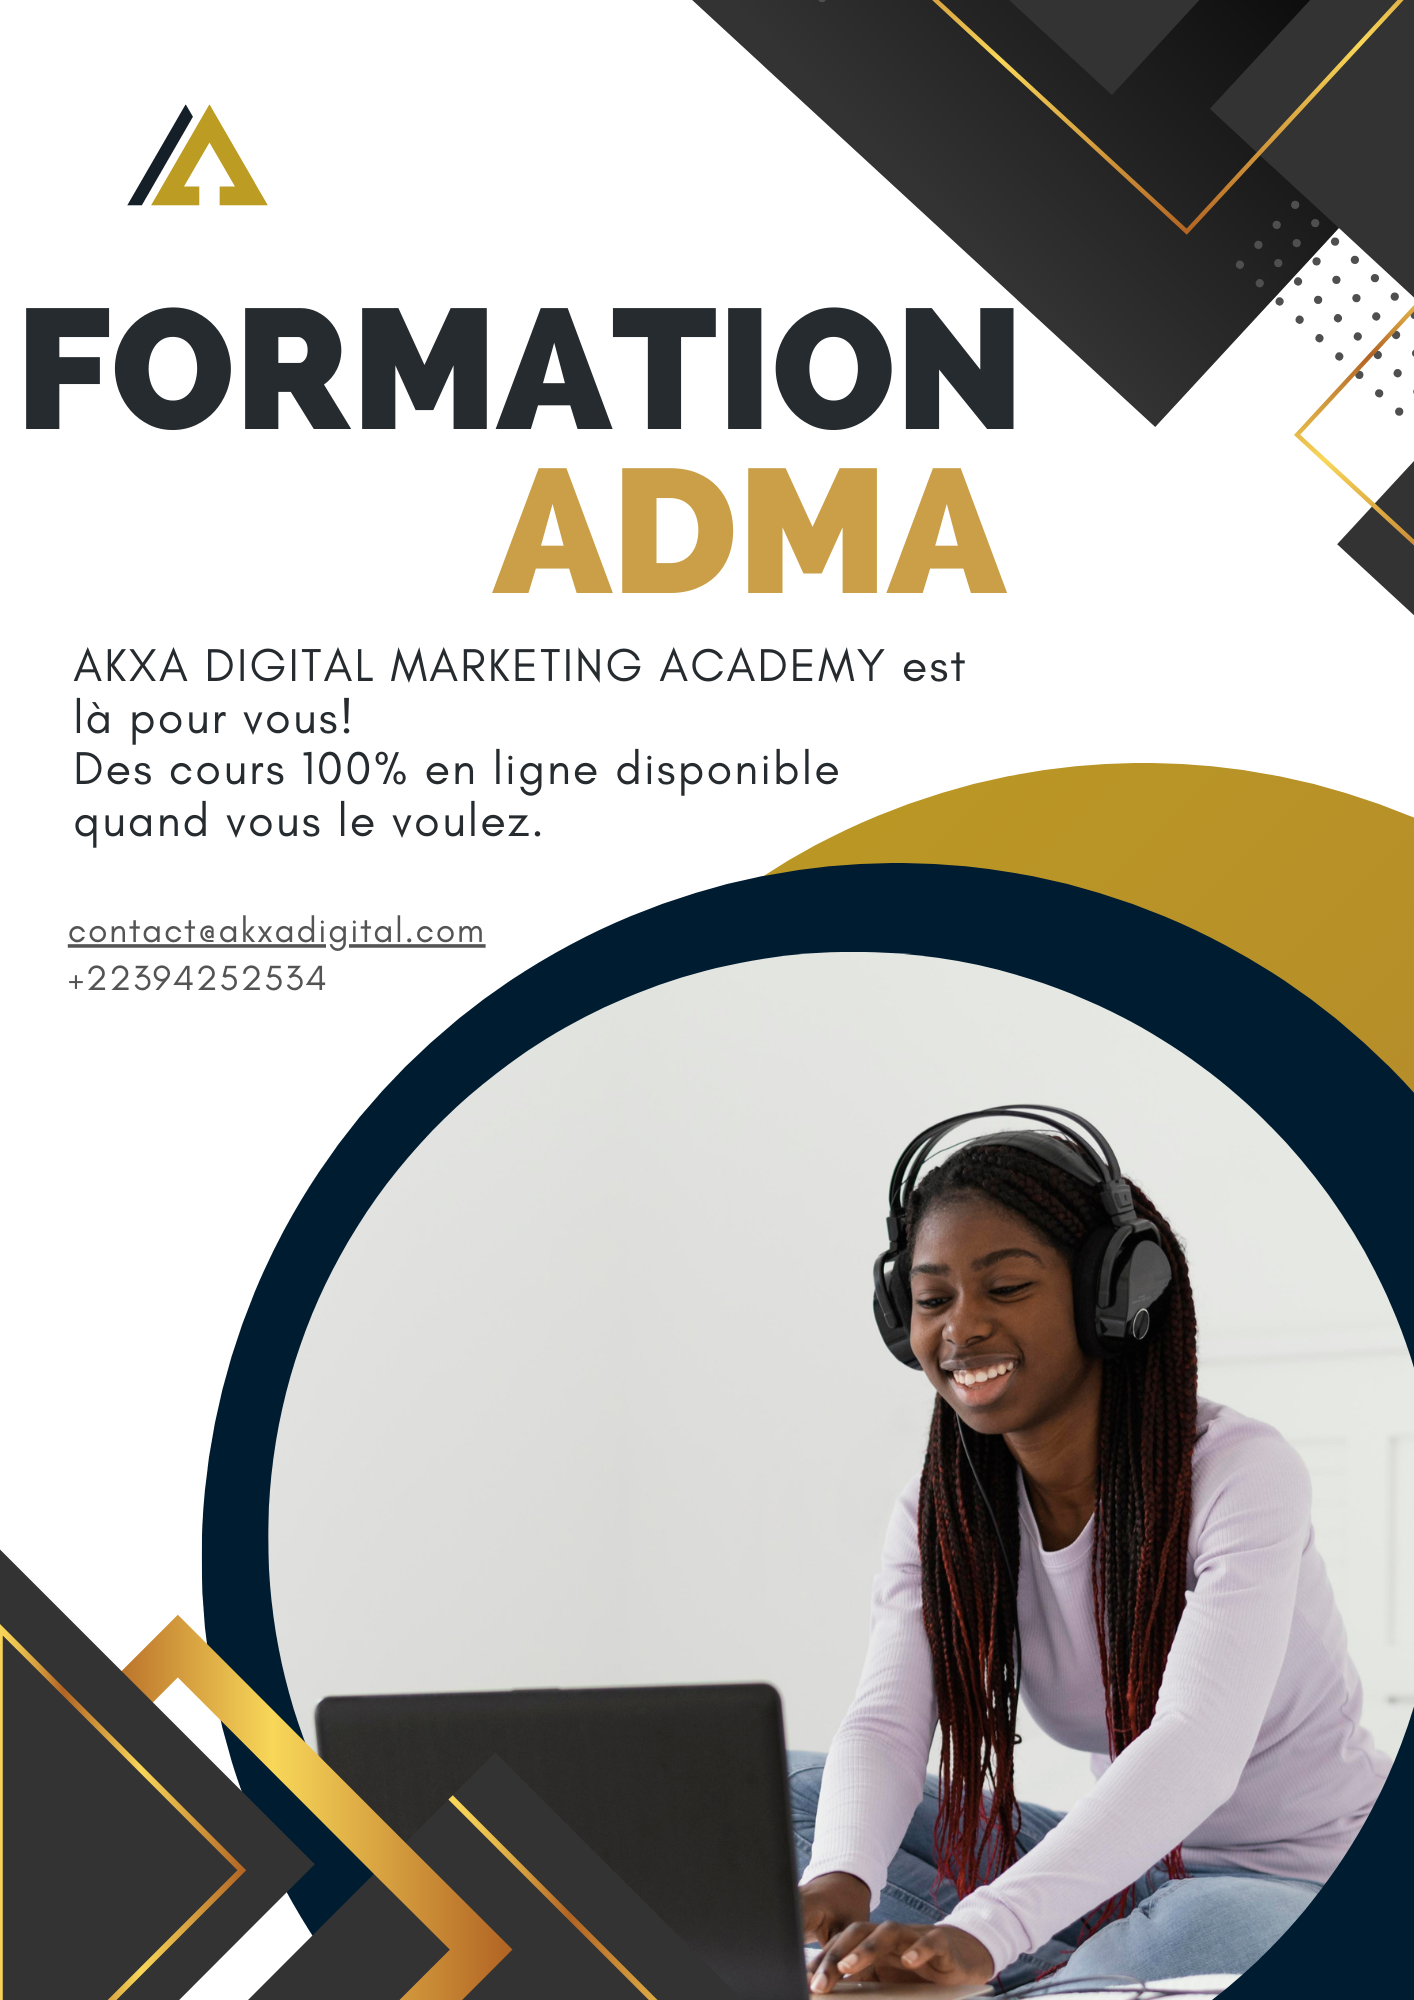 FORMATION
ADMA
AKXA DIGITAL MARKETING ACADEMY est
là pour vous!
Des cours 100% en ligne disponible
quand vous le voulez.
contact@akxadigital.com
+22394252534